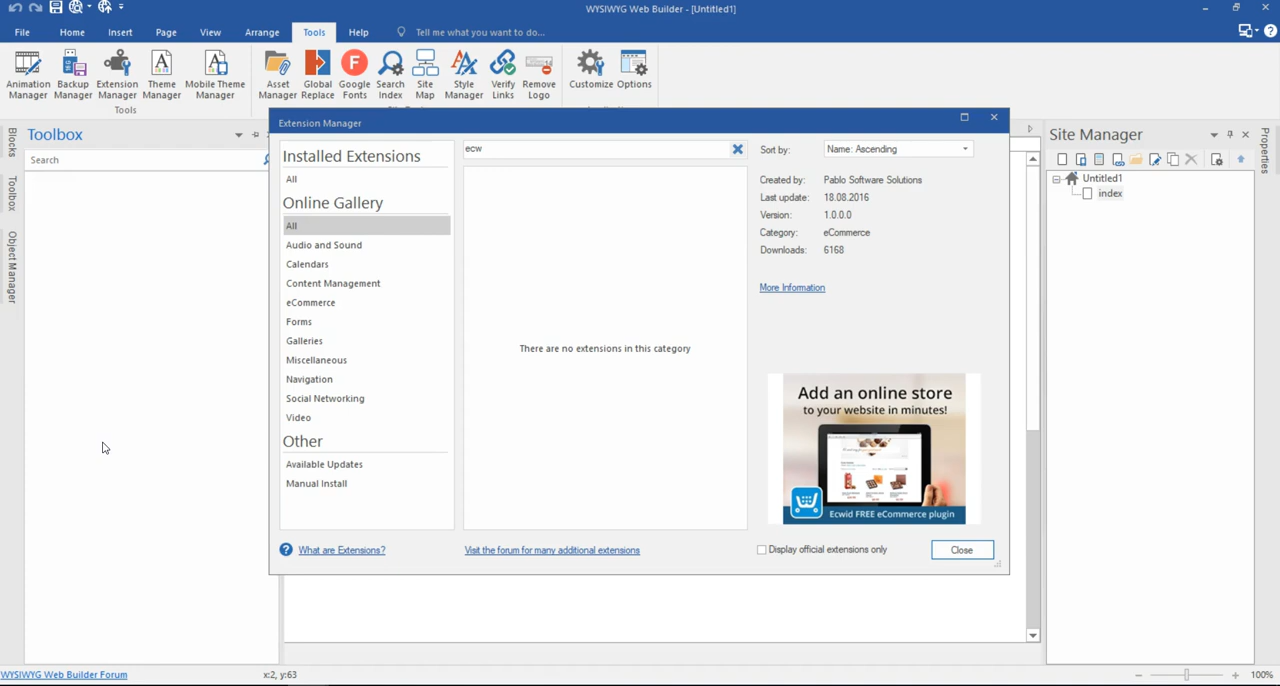 WYSIWYG Web Builder - [Untitled1]
File Home Insert Page View Arrange Tools Help Tell me what you want to do...
Animation Manager
Backup Manager
Extension Manager
Theme Manager
Mobile Theme Manager
Asset Manager
Global Replace
Google Fonts
Search Index
Site Map
Style Manager
Verify Links
Remove Logo
Customize
Options
Tools
Blocks
Toolbox
Object Manager
Toolbox
Search
Extension Manager
Installed Extensions
All
Online Gallery
All
Audio and Sound
Calendars
Content Management
eCommerce
Forms
Galleries
Miscellaneous
Navigation
Social Networking
Video
Other
Available Updates
Manual Install
ecw
There are no extensions in this category
Sort by: Name: Ascending
Created by: Pablo Software Solutions
Last update: 18.08.2016
Version: 1.0.0.0
Category: eCommerce
Downloads: 6168
More Information
Add an online store
to your website in minutes!
Ecwid FREE eCommerce plugin
What are Extensions?
Visit the forum for many additional extensions
Display official extensions only
Close
Site Manager
Untitled1
index
Properties
WYSIWYG Web Builder Forum
x:2, y:63
100%